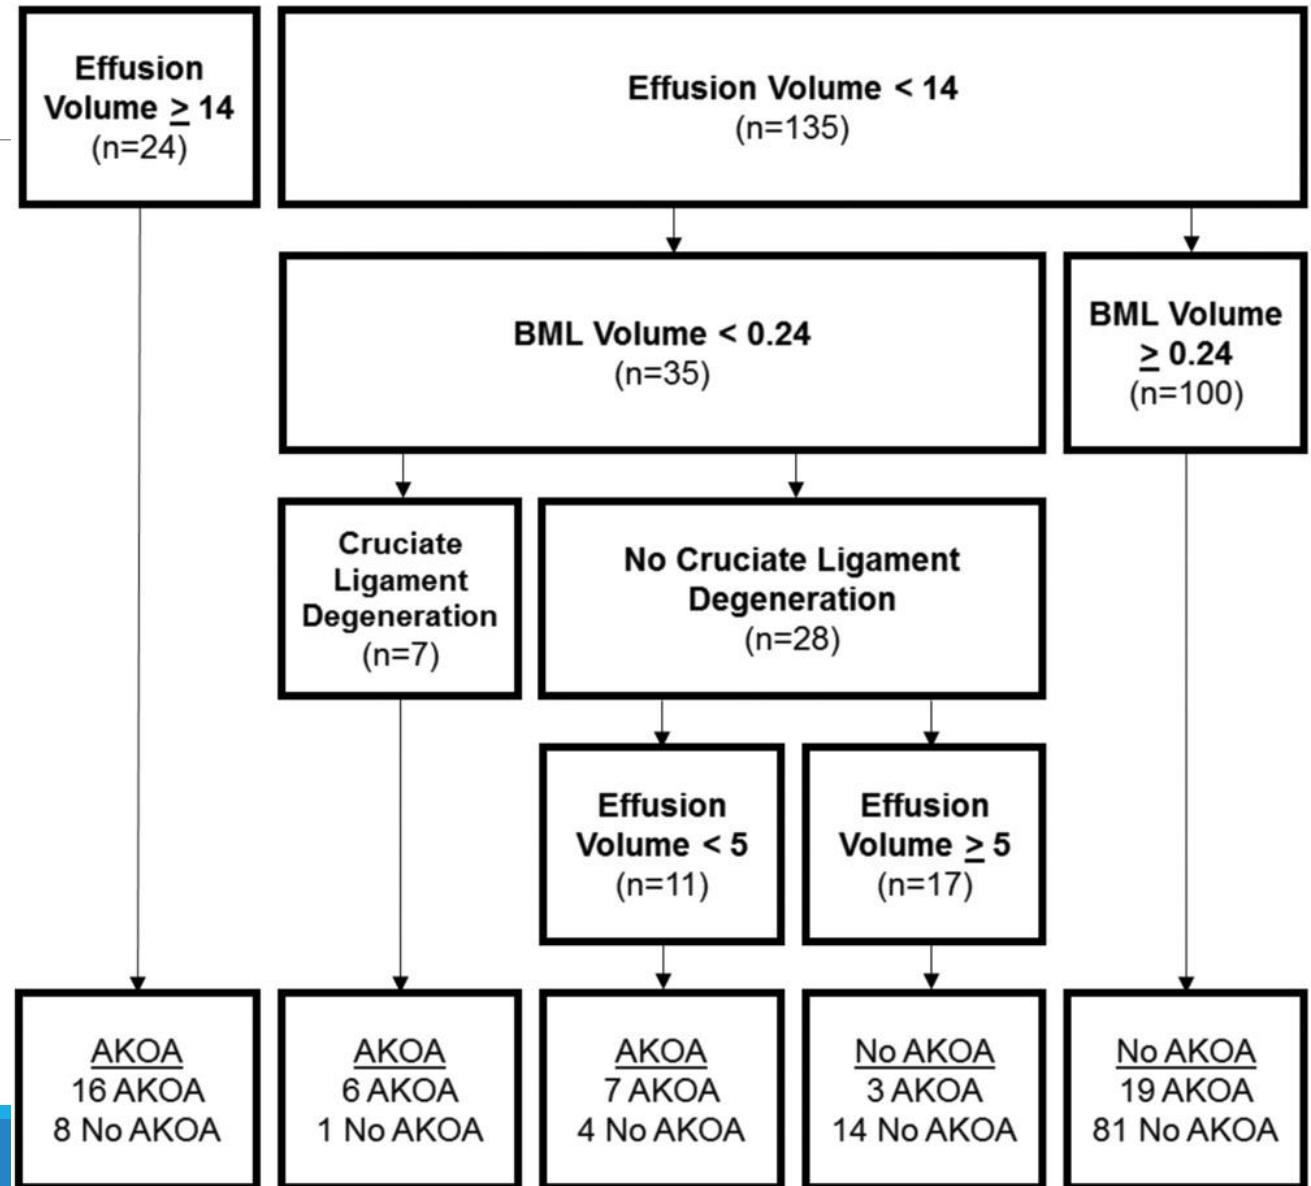 Effusion
Volume ≥ 14
(n=24)
Effusion Volume < 14
(n=135)
BML Volume < 0.24
(n=35)
BML Volume
≥ 0.24
(n=100)
Cruciate
Ligament
Degeneration
(n=7)
No Cruciate Ligament
Degeneration
(n=28)
Effusion
Volume < 5
(n=11)
Effusion
Volume ≥ 5
(n=17)
AKOA
16 AKOA
8 No AKOA
AKOA
6 AKOA
1 No AKOA
AKOA
7 AKOA
4 No AKOA
No AKOA
3 AKOA
14 No AKOA
No AKOA
19 AKOA
81 No AKOA